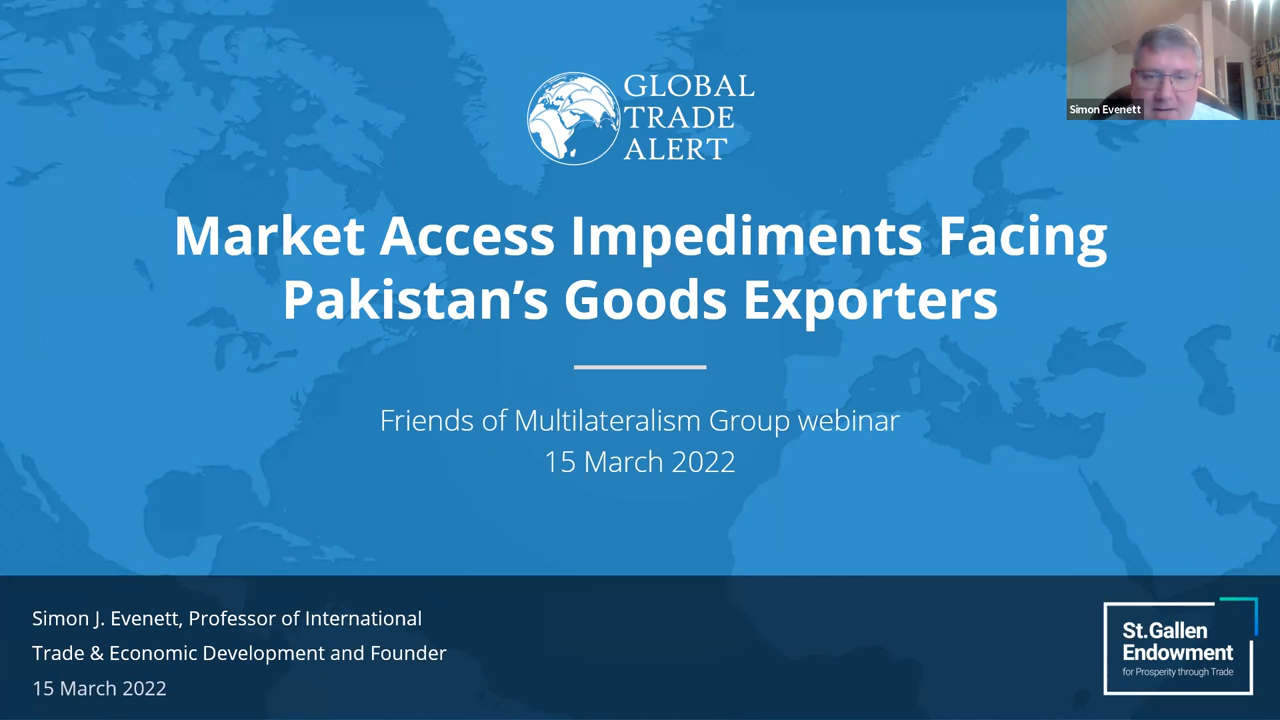 Simon Evenett
GLOBAL
TRADE
ALERT
Market Access Impediments Facing
Pakistan’s Goods Exporters
Friends of Multilateralism Group webinar
15 March 2022
Simon J. Evenett, Professor of International
Trade & Economic Development and Founder
15 March 2022
St.Gallen
Endowment
for Prosperity through Trade